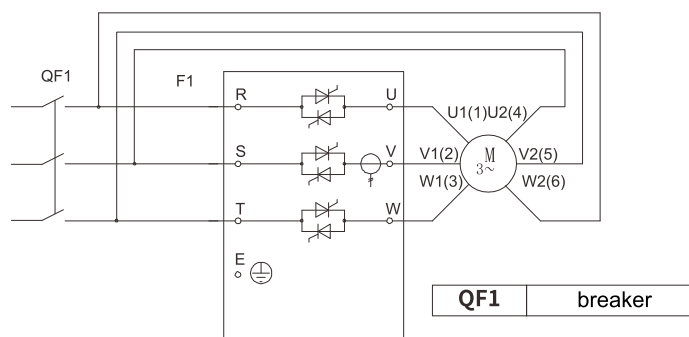 QF1
F1
R
U
U1(1)U2(4)
S
V
V1(2)
M
3~
V2(5)
W1(3)
W2(6)
T
W
E
QF1 breaker